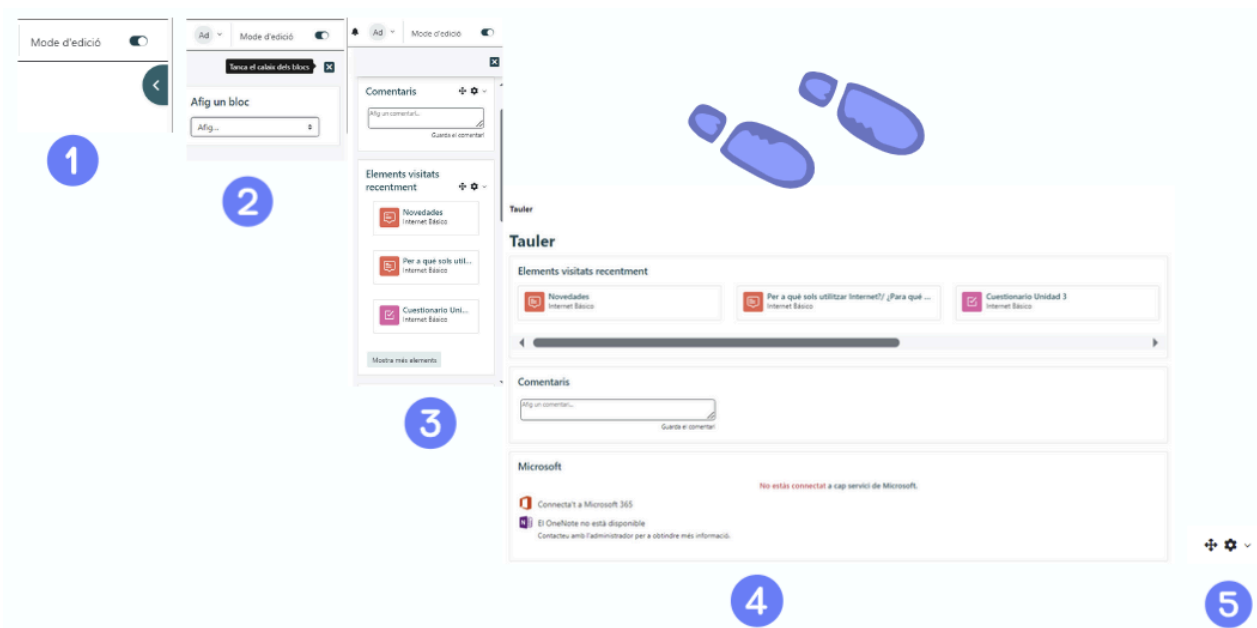 Mode d'edició
1
Ad
Mode d'edició
Tanca el calaix dels blocs
Afig un bloc
Afig...
2
Ad
Mode d'edició
Comentaris
Afig un comentari...
Guarda el comentari
Elements visitats
recentment
Novedades
Internet Básico
Per a què sols util...
Internet Básico
Cuestionario Uni...
Internet Básico
Mostra més elements
3
Tauler
Tauler
Elements visitats recentment
Novedades
Internet Básico
Per a què sols utilitzar Internet?/ ¿Para qué ...
Internet Básico
Cuestionario Unidad 3
Internet Básico
Comentaris
Afig un comentari...
Guarda el comentari
Microsoft
No estàs connectat a cap servici de Microsoft.
Connecta't a Microsoft 365
El OneNote no està disponible
Contacteu amb l'administrador per a obtindre més informació.
4
5